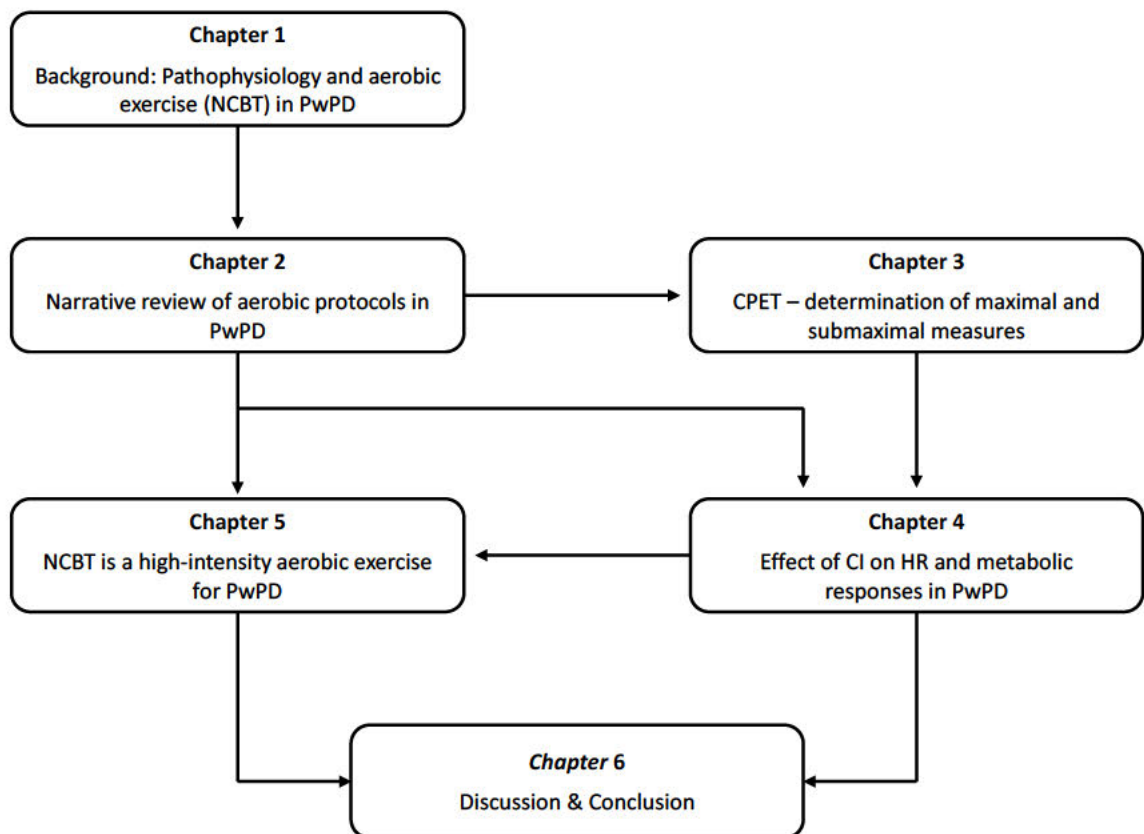 Chapter 1
Background: Pathophysiology and aerobic
exercise (NCBT) in PwPD
Chapter 2
Narrative review of aerobic protocols in
PwPD
Chapter 3
CPET – determination of maximal and
submaximal measures
Chapter 5
NCBT is a high-intensity aerobic exercise
for PwPD
Chapter 4
Effect of CI on HR and metabolic
responses in PwPD
Chapter 6
Discussion & Conclusion